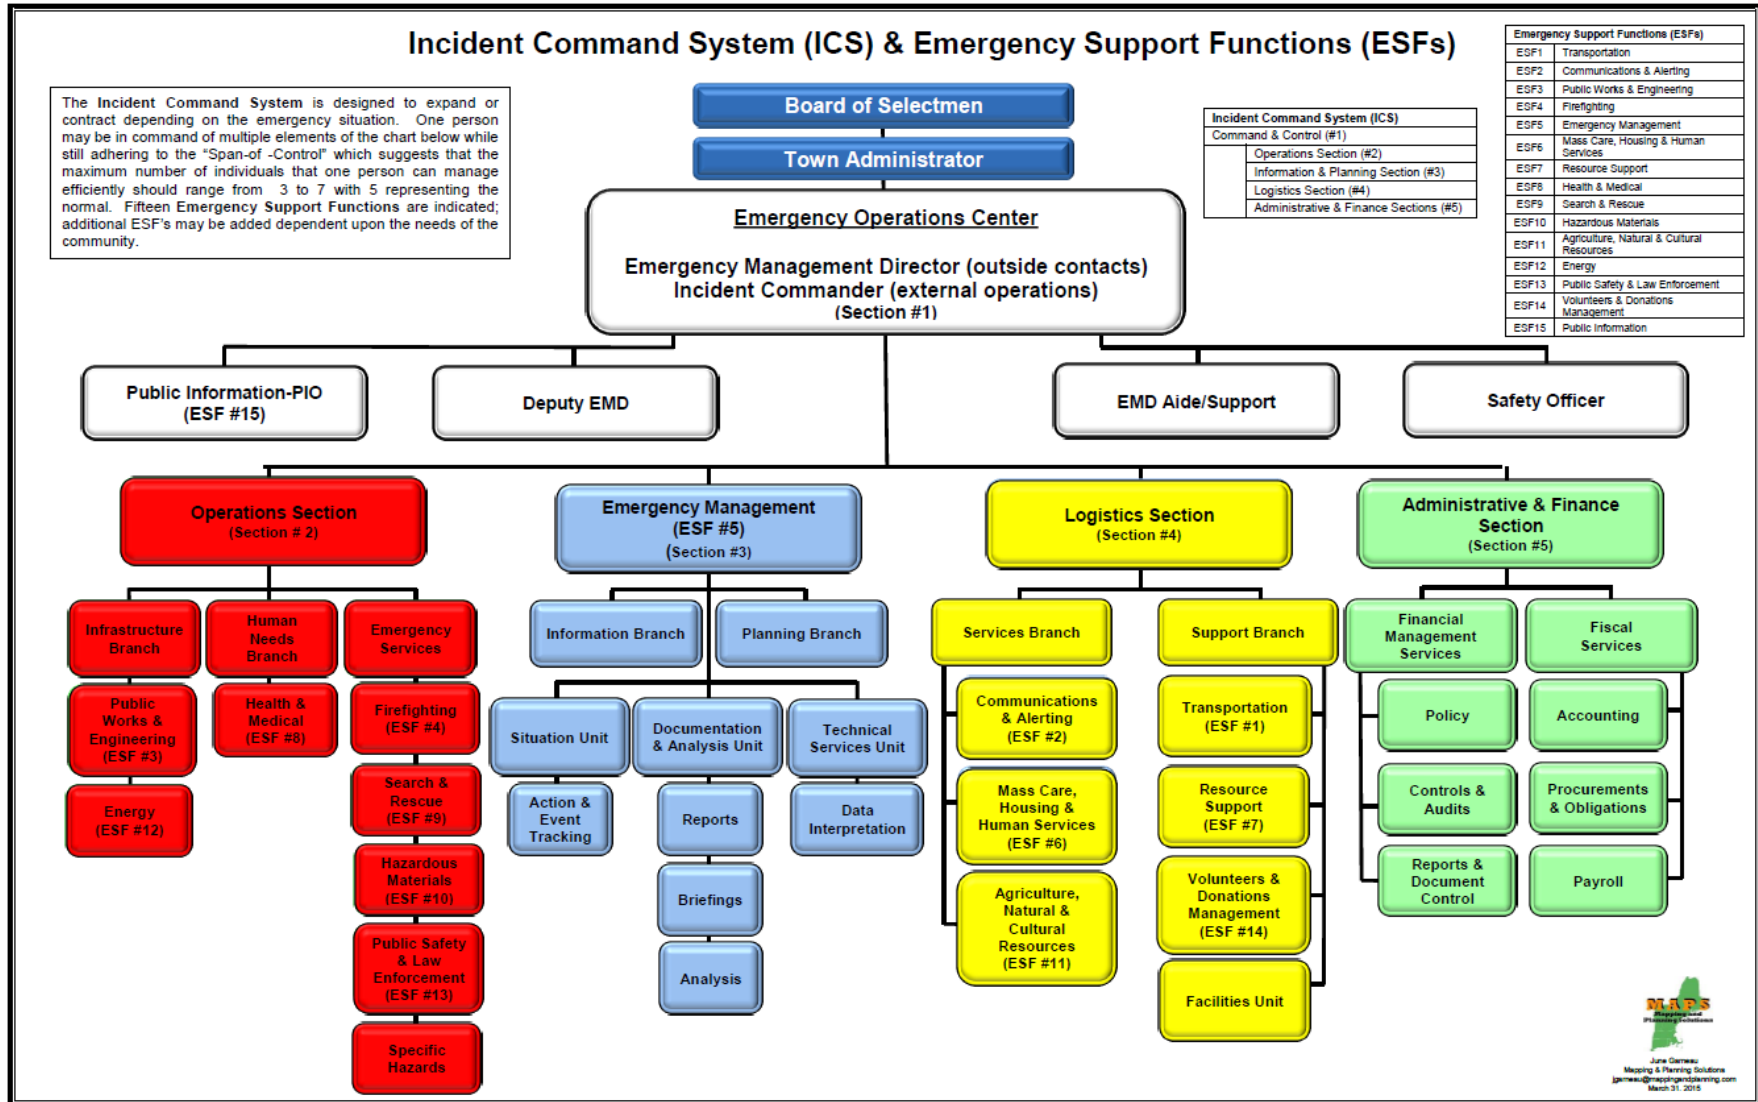 Incident Command System (ICS) & Emergency Support Functions (ESFs)
The Incident Command System is designed to expand or
contract depending on the emergency situation. One person
may be in command of multiple elements of the chart below while
still adhering to the “Span-of -Control” which suggests that the
maximum number of individuals that one person can manage
efficiently should range from 3 to 7 with 5 representing the
normal. Fifteen Emergency Support Functions are indicated;
additional ESF's may be added dependent upon the needs of the
community.
Board of Selectmen
Town Administrator
Emergency Operations Center
Emergency Management Director (outside contacts)
Incident Commander (external operations)
(Section #1)
Incident Command System (ICS)
Command & Control (#1)
Operations Section (#2)
Information & Planning Section (#3)
Logistics Section (#4)
Administrative & Finance Sections (#5)
Emergency Support Functions (ESFs)
ESF1 Transportation
ESF2 Communications & Alerting
ESF3 Public Works & Engineering
ESF4 Firefighting
ESF5 Emergency Management
ESF6 Mass Care, Housing & Human
Services
ESF7 Resource Support
ESF8 Health & Medical
ESF9 Search & Rescue
ESF10 Hazardous Materials
ESF11 Agriculture, Natural & Cultural
Resources
ESF12 Energy
ESF13 Public Safety & Law Enforcement
ESF14 Volunteers & Donations
Management
ESF15 Public Information
Public Information-PIO
(ESF #15)
Deputy EMD
EMD Aide/Support
Safety Officer
Operations Section
(Section # 2)
Emergency Management
(ESF #5)
(Section #3)
Logistics Section
(Section #4)
Administrative & Finance
Section
(Section #5)
Infrastructure
Branch
Human
Needs
Branch
Emergency
Services
Public
Works &
Engineering
(ESF #3)
Health &
Medical
(ESF #8)
Firefighting
(ESF #4)
Energy
(ESF #12)
Search &
Rescue
(ESF #9)
Hazardous
Materials
(ESF #10)
Public Safety
& Law
Enforcement
(ESF #13)
Specific
Hazards
Information Branch
Planning Branch
Situation Unit
Documentation
& Analysis Unit
Technical
Services Unit
Action &
Event
Tracking
Reports
Data
Interpretation
Briefings
Analysis
Services Branch
Support Branch
Communications
& Alerting
(ESF #2)
Transportation
(ESF #1)
Mass Care,
Housing &
Human Services
(ESF #6)
Resource
Support
(ESF #7)
Agriculture,
Natural &
Cultural
Resources
(ESF #11)
Volunteers &
Donations
Management
(ESF #14)
Facilities Unit
Financial
Management
Services
Fiscal
Services
Policy
Accounting
Controls &
Audits
Procurements
& Obligations
Reports &
Document
Control
Payroll
MAPS
Mapping and
Planning Solutions
June Garneau
Mapping & Planning Solutions
jgarneau@mappingandplanning.com
March 31, 2015